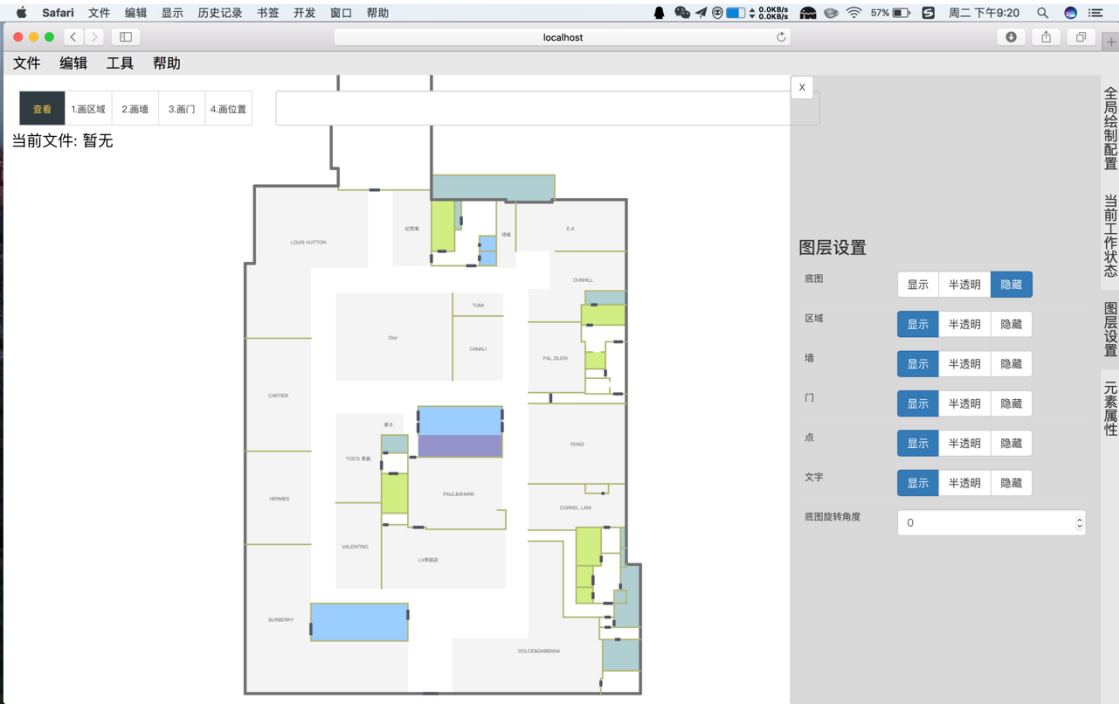 Safari 文件 编辑 显示 历史记录 书签 开发 窗口 帮助
0.0KB/s
0.0KB/s
57%
周二 下午9:20
localhost
文件 编辑 工具 帮助
查看 1.画区域 2.画墙 3.画门 4.画位置
X
当前文件: 暂无
LOUIS VUITTON
E.A
DUNHILL
TUMI
Dior
CANALI
PAL ZILERI
CARTIER
FENDI
TOD'S 男装
HERMES
PAUL&SHARK
CORNEL LANI
VALENTINO
LV男装店
BURBERRY
DOLCE&GABBANA
图层设置
底图 显示 半透明 隐藏
区域 显示 半透明 隐藏
墙 显示 半透明 隐藏
门 显示 半透明 隐藏
点 显示 半透明 隐藏
文字 显示 半透明 隐藏
底图旋转角度 0
全局绘制配置
当前工作状态
图层设置
元素属性